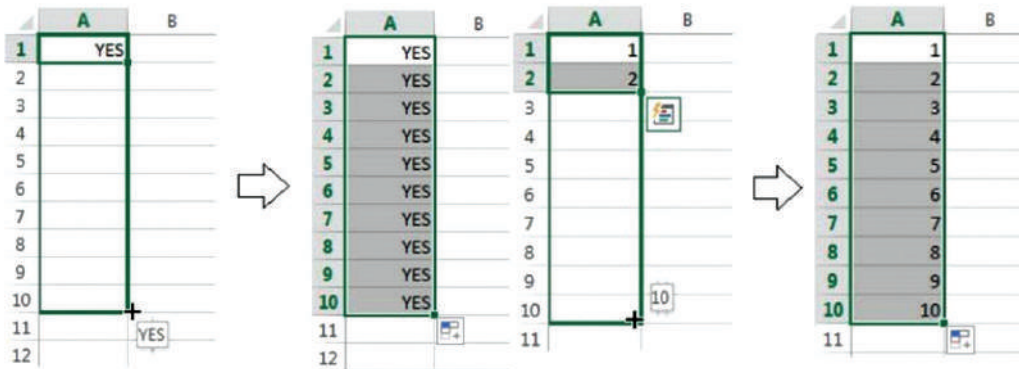 A B
1 YES
2
3
4
5
6
7
8
9
10
11 YES
12
A B
1 YES
2 YES
3 YES
4 YES
5 YES
6 YES
7 YES
8 YES
9 YES
10 YES
11
12
A B
1 1
2 2
3
4
5
6
7
8
9
10 10
11
A B
1 1
2 2
3 3
4 4
5 5
6 6
7 7
8 8
9 9
10 10
11